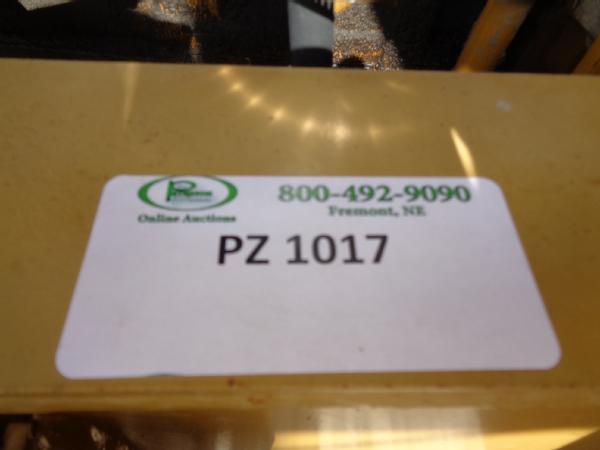 800-492-9090
Fremont, NE
Online Auctions
PZ 1017